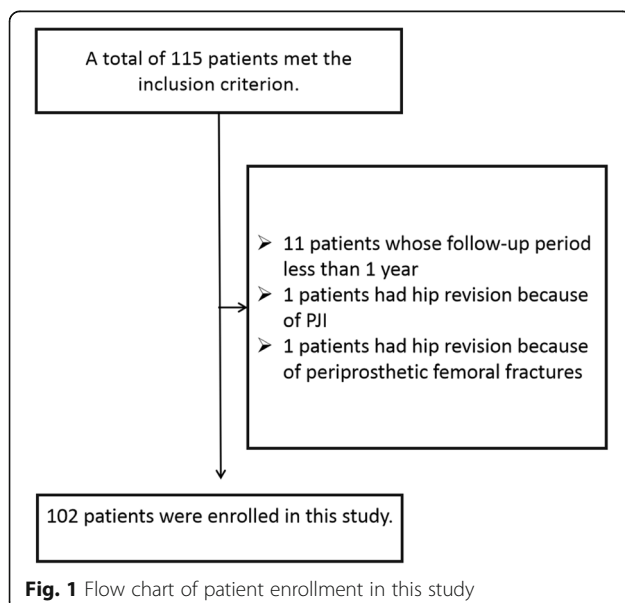 A total of 115 patients met the
inclusion criterion.
➢ 11 patients whose follow-up period
less than 1 year
➢ 1 patients had hip revision because
of PJI
➢ 1 patients had hip revision because
of periprosthetic femoral fractures
102 patients were enrolled in this study.
Fig. 1 Flow chart of patient enrollment in this study